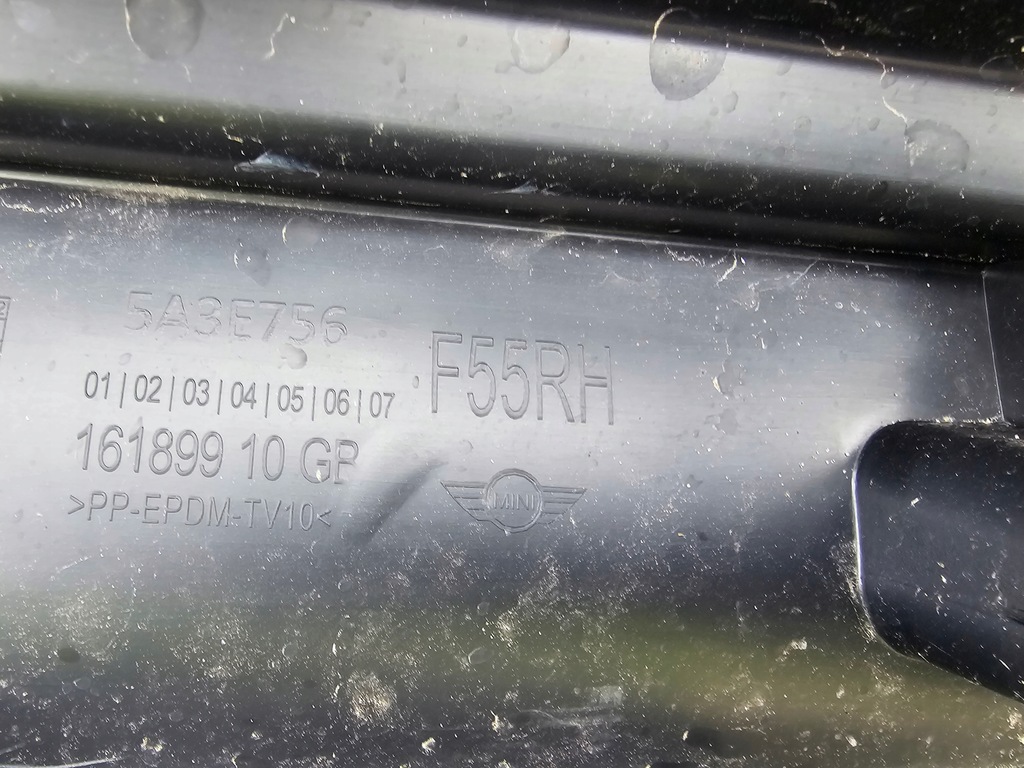 5A3E756
01|02|03|04|05|06|07
F55RH
161899 10 GB
>PP-EPDM-TV10<
MINI